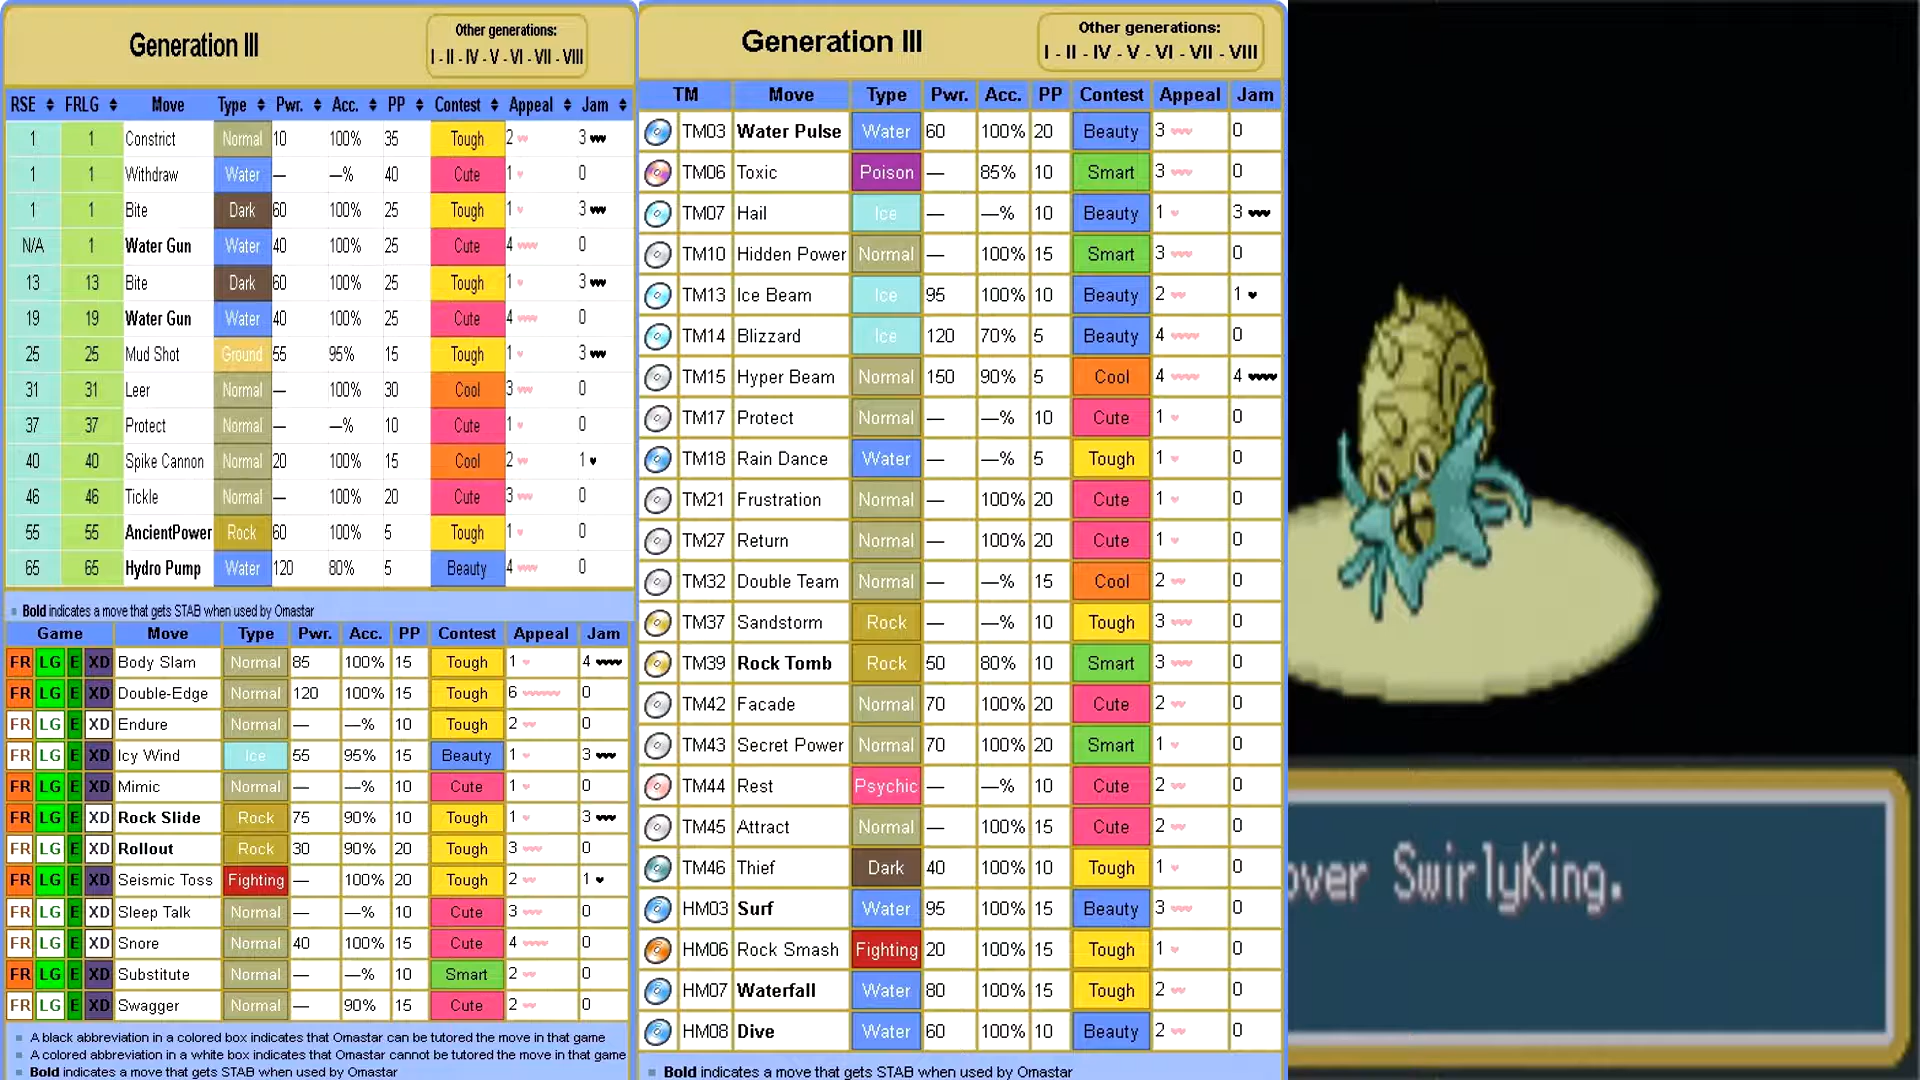 Generation III
Other generations:
I - II - IV - V - VI - VII - VIII
RSE FRLG Move Type Pwr. Acc. PP Contest Appeal Jam
1 1 Constrict Normal 10 100% 35 Tough 2 3
1 1 Withdraw Water — —% 40 Cute 1 0
1 1 Bite Dark 60 100% 25 Tough 1 3
N/A 1 Water Gun Water 40 100% 25 Cute 4 0
13 13 Bite Dark 60 100% 25 Tough 1 3
19 19 Water Gun Water 40 100% 25 Cute 4 0
25 25 Mud Shot Ground 55 95% 15 Tough 1 3
31 31 Leer Normal — 100% 30 Cool 3 0
37 37 Protect Normal — —% 10 Cute 1 0
40 40 Spike Cannon Normal 20 100% 15 Cool 2 1
46 46 Tickle Normal — 100% 20 Cute 3 0
55 55 AncientPower Rock 60 100% 5 Tough 1 0
65 65 Hydro Pump Water 120 80% 5 Beauty 4 0
Bold indicates a move that gets STAB when used by Omastar
Game Move Type Pwr. Acc. PP Contest Appeal Jam
FR LG E XD Body Slam Normal 85 100% 15 Tough 1 4
FR LG E XD Double-Edge Normal 120 100% 15 Tough 6 0
FR LG E XD Endure Normal — —% 10 Tough 2 0
FR LG E XD Icy Wind Ice 55 95% 15 Beauty 1 3
FR LG E XD Mimic Normal — —% 10 Cute 1 0
FR LG E XD Rock Slide Rock 75 90% 10 Tough 1 3
FR LG E XD Rollout Rock 30 90% 20 Tough 3 0
FR LG E XD Seismic Toss Fighting — 100% 20 Tough 2 1
FR LG E XD Sleep Talk Normal — —% 10 Cute 3 0
FR LG E XD Snore Normal 40 100% 15 Cute 4 0
FR LG E XD Substitute Normal — —% 10 Smart 2 0
FR LG E XD Swagger Normal — 90% 15 Cute 2 0
A black abbreviation in a colored box indicates that Omastar can be tutored the move in that game
A colored abbreviation in a white box indicates that Omastar cannot be tutored the move in that game
Bold indicates a move that gets STAB when used by Omastar
Generation III
Other generations:
I - II - IV - V - VI - VII - VIII
TM Move Type Pwr. Acc. PP Contest Appeal Jam
TM03 Water Pulse Water 60 100% 20 Beauty 3 0
TM06 Toxic Poison — 85% 10 Smart 3 0
TM07 Hail Ice — —% 10 Beauty 1 3
TM10 Hidden Power Normal — 100% 15 Smart 3 0
TM13 Ice Beam Ice 95 100% 10 Beauty 2 1
TM14 Blizzard Ice 120 70% 5 Beauty 4 0
TM15 Hyper Beam Normal 150 90% 5 Cool 4 4
TM17 Protect Normal — —% 10 Cute 1 0
TM18 Rain Dance Water — —% 5 Tough 1 0
TM21 Frustration Normal — 100% 20 Cute 1 0
TM27 Return Normal — 100% 20 Cute 1 0
TM32 Double Team Normal — —% 15 Cool 2 0
TM37 Sandstorm Rock — —% 10 Tough 3 0
TM39 Rock Tomb Rock 50 80% 10 Smart 3 0
TM42 Facade Normal 70 100% 20 Cute 2 0
TM43 Secret Power Normal 70 100% 20 Smart 1 0
TM44 Rest Psychic — —% 10 Cute 2 0
TM45 Attract Normal — 100% 15 Cute 2 0
TM46 Thief Dark 40 100% 10 Tough 1 0
HM03 Surf Water 95 100% 15 Beauty 3 0
HM06 Rock Smash Fighting 20 100% 15 Tough 1 0
HM07 Waterfall Water 80 100% 15 Tough 2 0
HM08 Dive Water 60 100% 10 Beauty 2 0
Bold indicates a move that gets STAB when used by Omastar
over SwirlyKing.